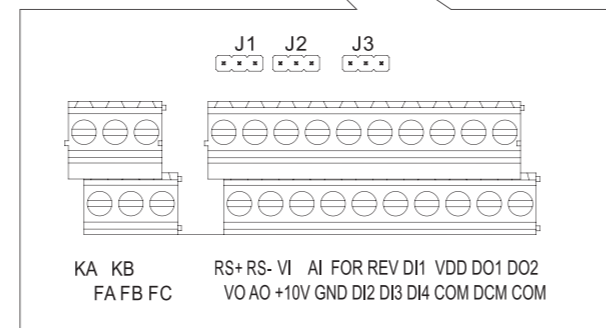 J1 J2 J3
KA KB RS+ RS- VI AI FOR REV DI1 VDD DO1 DO2
FA FB FC VO AO +10V GND DI2 DI3 DI4 COM DCM COM